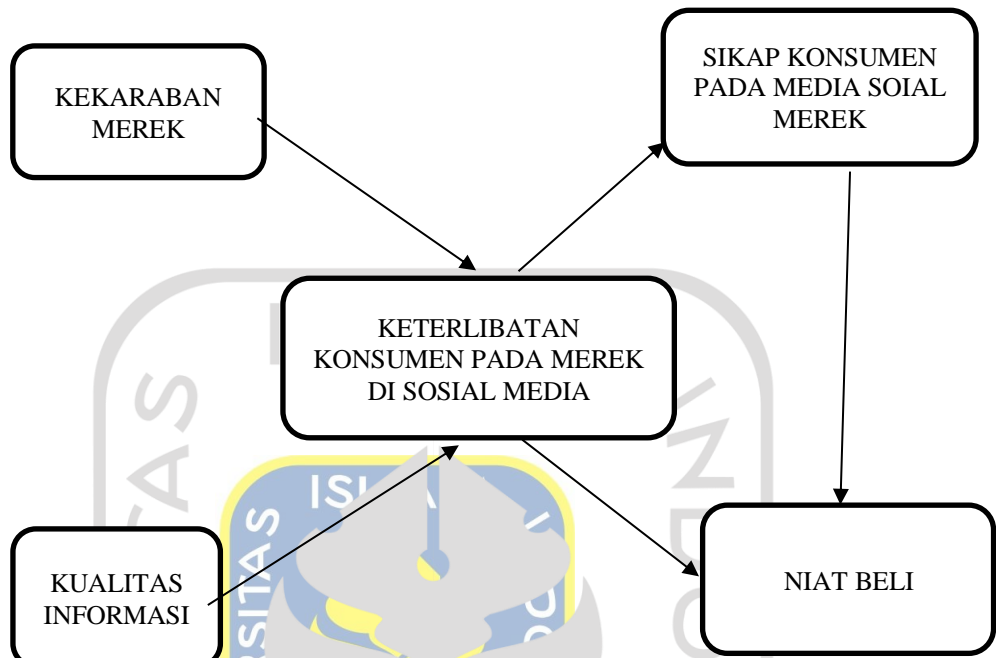 KEKARABAN
MEREK
SIKAP KONSUMEN
PADA MEDIA SOIAL
MEREK
KETERLIBATAN
KONSUMEN PADA MEREK
DI SOSIAL MEDIA
KUALITAS
INFORMASI
NIAT BELI